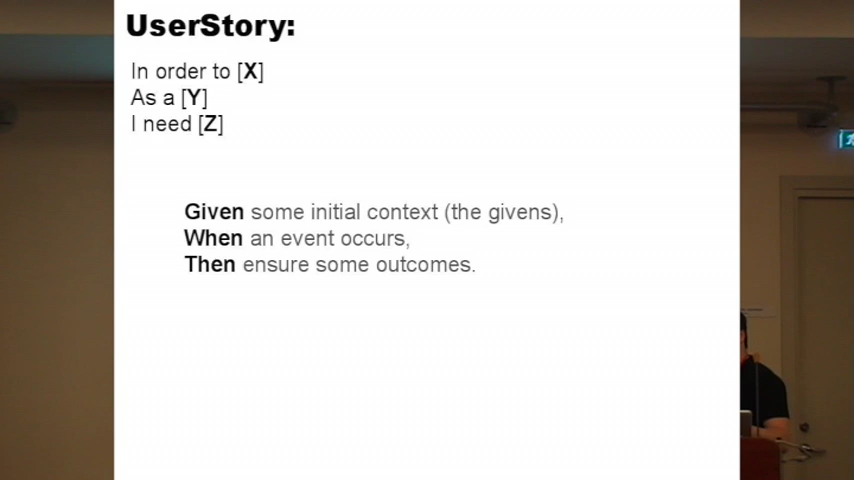 UserStory:
In order to [X]
As a [Y]
I need [Z]
Given some initial context (the givens),
When an event occurs,
Then ensure some outcomes.